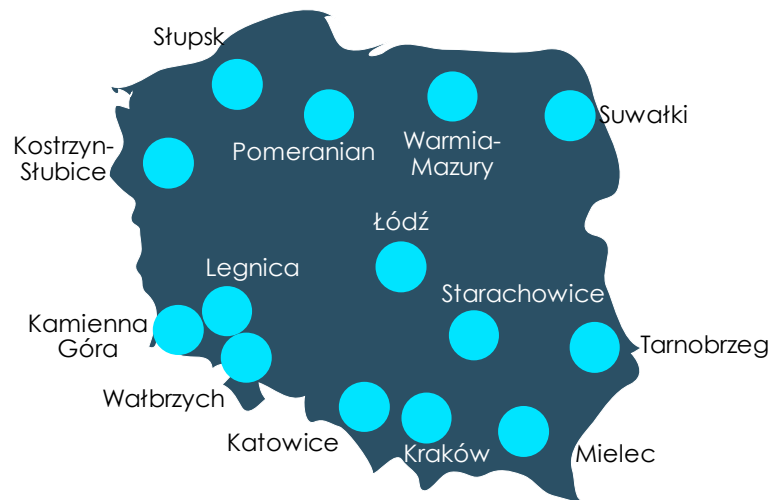 Słupsk
Suwałki
Kostrzyn-
Słubice
Pomeranian
Warmia-
Mazury
Łódź
Legnica
Starachowice
Kamienna
Góra
Tarnobrzeg
Wałbrzych
Katowice
Kraków
Mielec